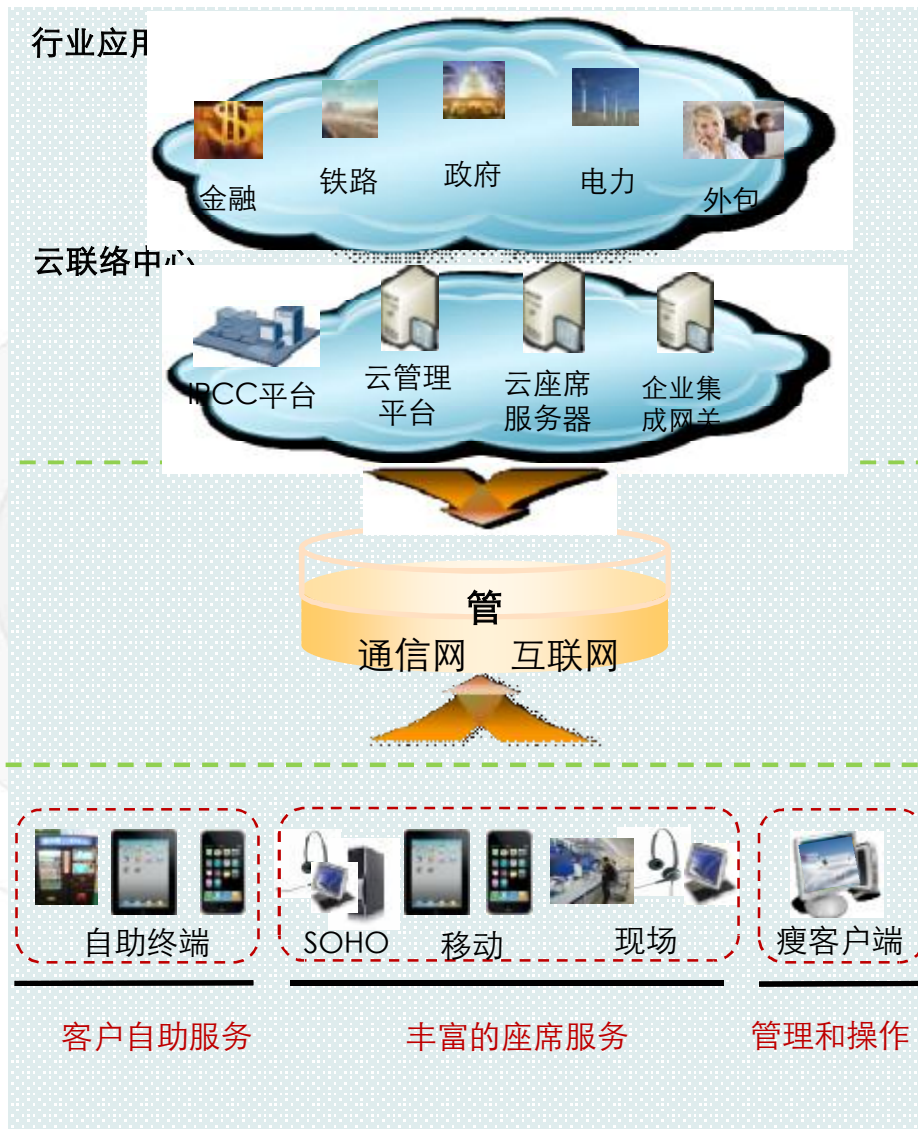 行业应用
金融 铁路 政府 电力 外包
云联络中心
IPCC平台 云管理 云座席 企业集
平台 服务器 成网关
管
通信网 互联网
自助终端 SOHO 移动 现场 瘦客户端
客户自助服务 丰富的座席服务 管理和操作